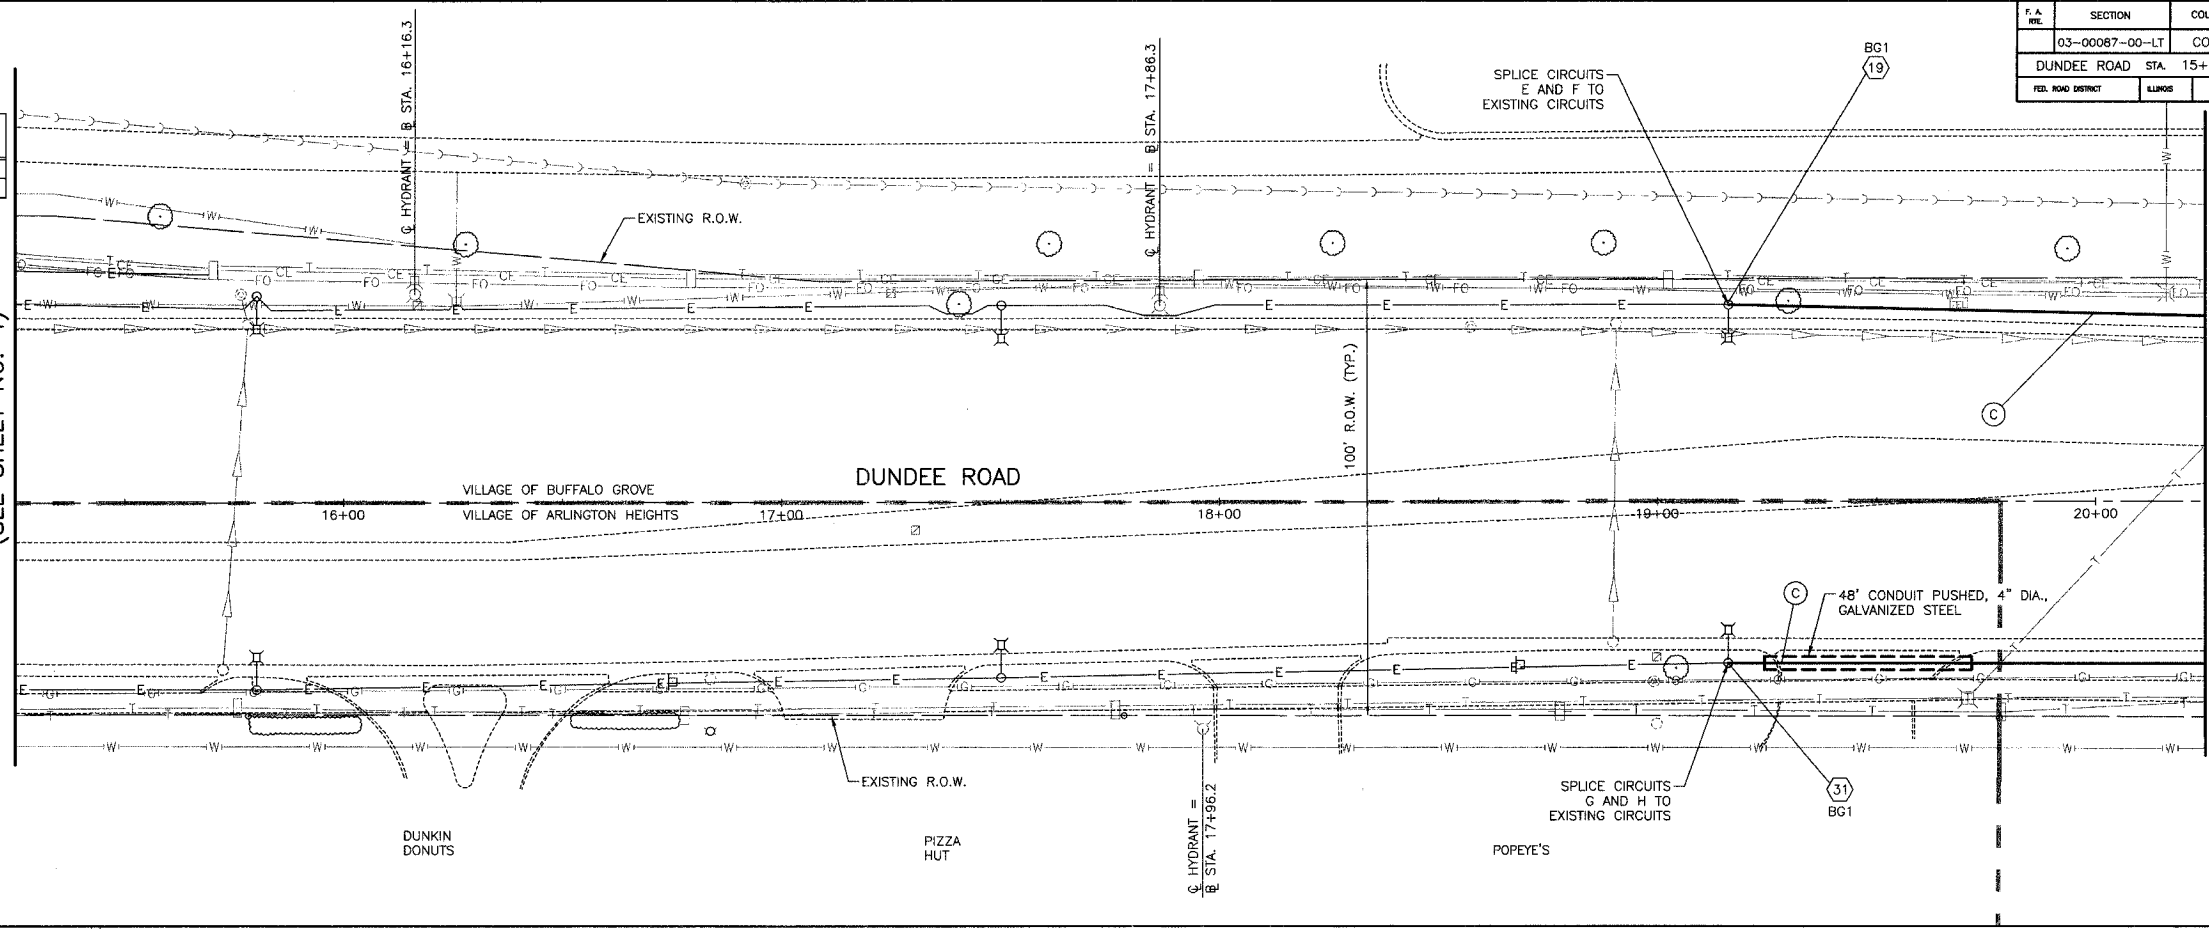 F. A. RTE.
SECTION
03-00087-00-LT
DUNDEE ROAD STA. 15+
FED. ROAD DISTRICT
ILLINOIS
BG1
19
SPLICE CIRCUITS
E AND F TO
EXISTING CIRCUITS
℄ HYDRANT = B STA. 16+16.3
℄ HYDRANT = B STA. 17+86.3
EXISTING R.O.W.
100' R.O.W. (TYP.)
C
DUNDEE ROAD
VILLAGE OF BUFFALO GROVE
VILLAGE OF ARLINGTON HEIGHTS
16+00
17+00
18+00
19+00
20+00
C
48' CONDUIT PUSHED, 4" DIA.,
GALVANIZED STEEL
EXISTING R.O.W.
℄ HYDRANT =
B STA. 17+96.2
SPLICE CIRCUITS
G AND H TO
EXISTING CIRCUITS
31
BG1
DUNKIN
DONUTS
PIZZA
HUT
POPEYE'S